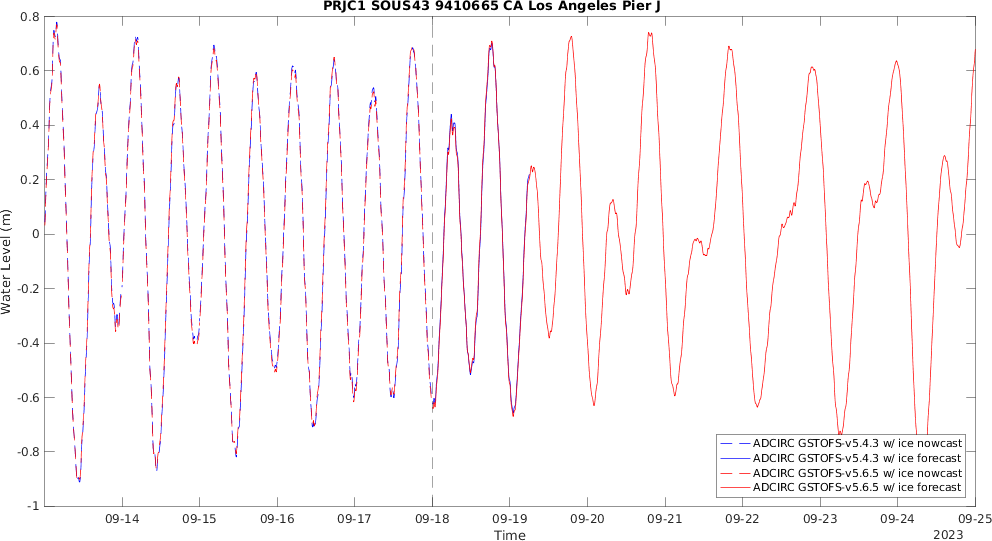 PRJC1 SOUS43 9410665 CA Los Angeles Pier J
Water Level (m)
0.8
0.6
0.4
0.2
0
-0.2
-0.4
-0.6
-0.8
-1
ADCIRC GSTOFS-v5.4.3 w/ ice nowcast
ADCIRC GSTOFS-v5.4.3 w/ ice forecast
ADCIRC GSTOFS-v5.6.5 w/ ice nowcast
ADCIRC GSTOFS-v5.6.5 w/ ice forecast
09-14 09-15 09-16 09-17 09-18 09-19 09-20 09-21 09-22 09-23 09-24 09-25
Time
2023